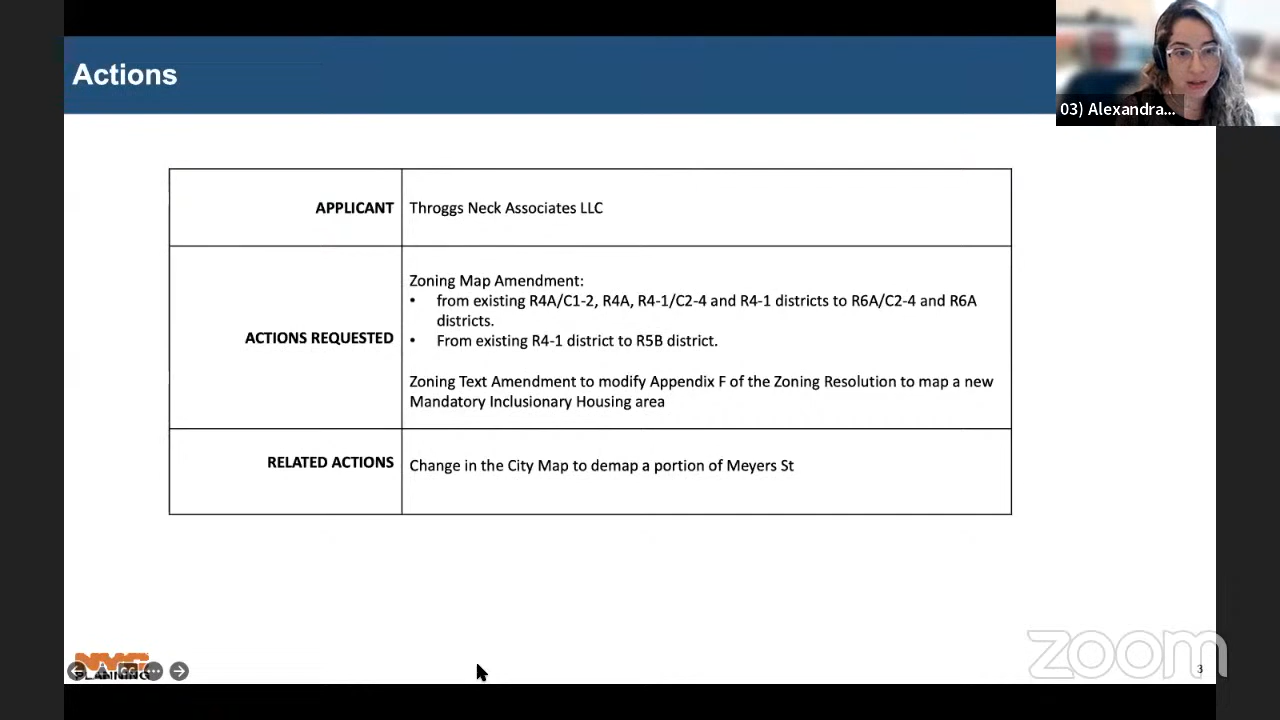 Actions
03) Alexandra...
APPLICANT
Throggs Neck Associates LLC
ACTIONS REQUESTED
Zoning Map Amendment:
• from existing R4A/C1-2, R4A, R4-1/C2-4 and R4-1 districts to R6A/C2-4 and R6A
districts.
• From existing R4-1 district to R5B district.
Zoning Text Amendment to modify Appendix F of the Zoning Resolution to map a new
Mandatory Inclusionary Housing area
RELATED ACTIONS
Change in the City Map to demap a portion of Meyers St
NYC
PLANNING
zoom
3